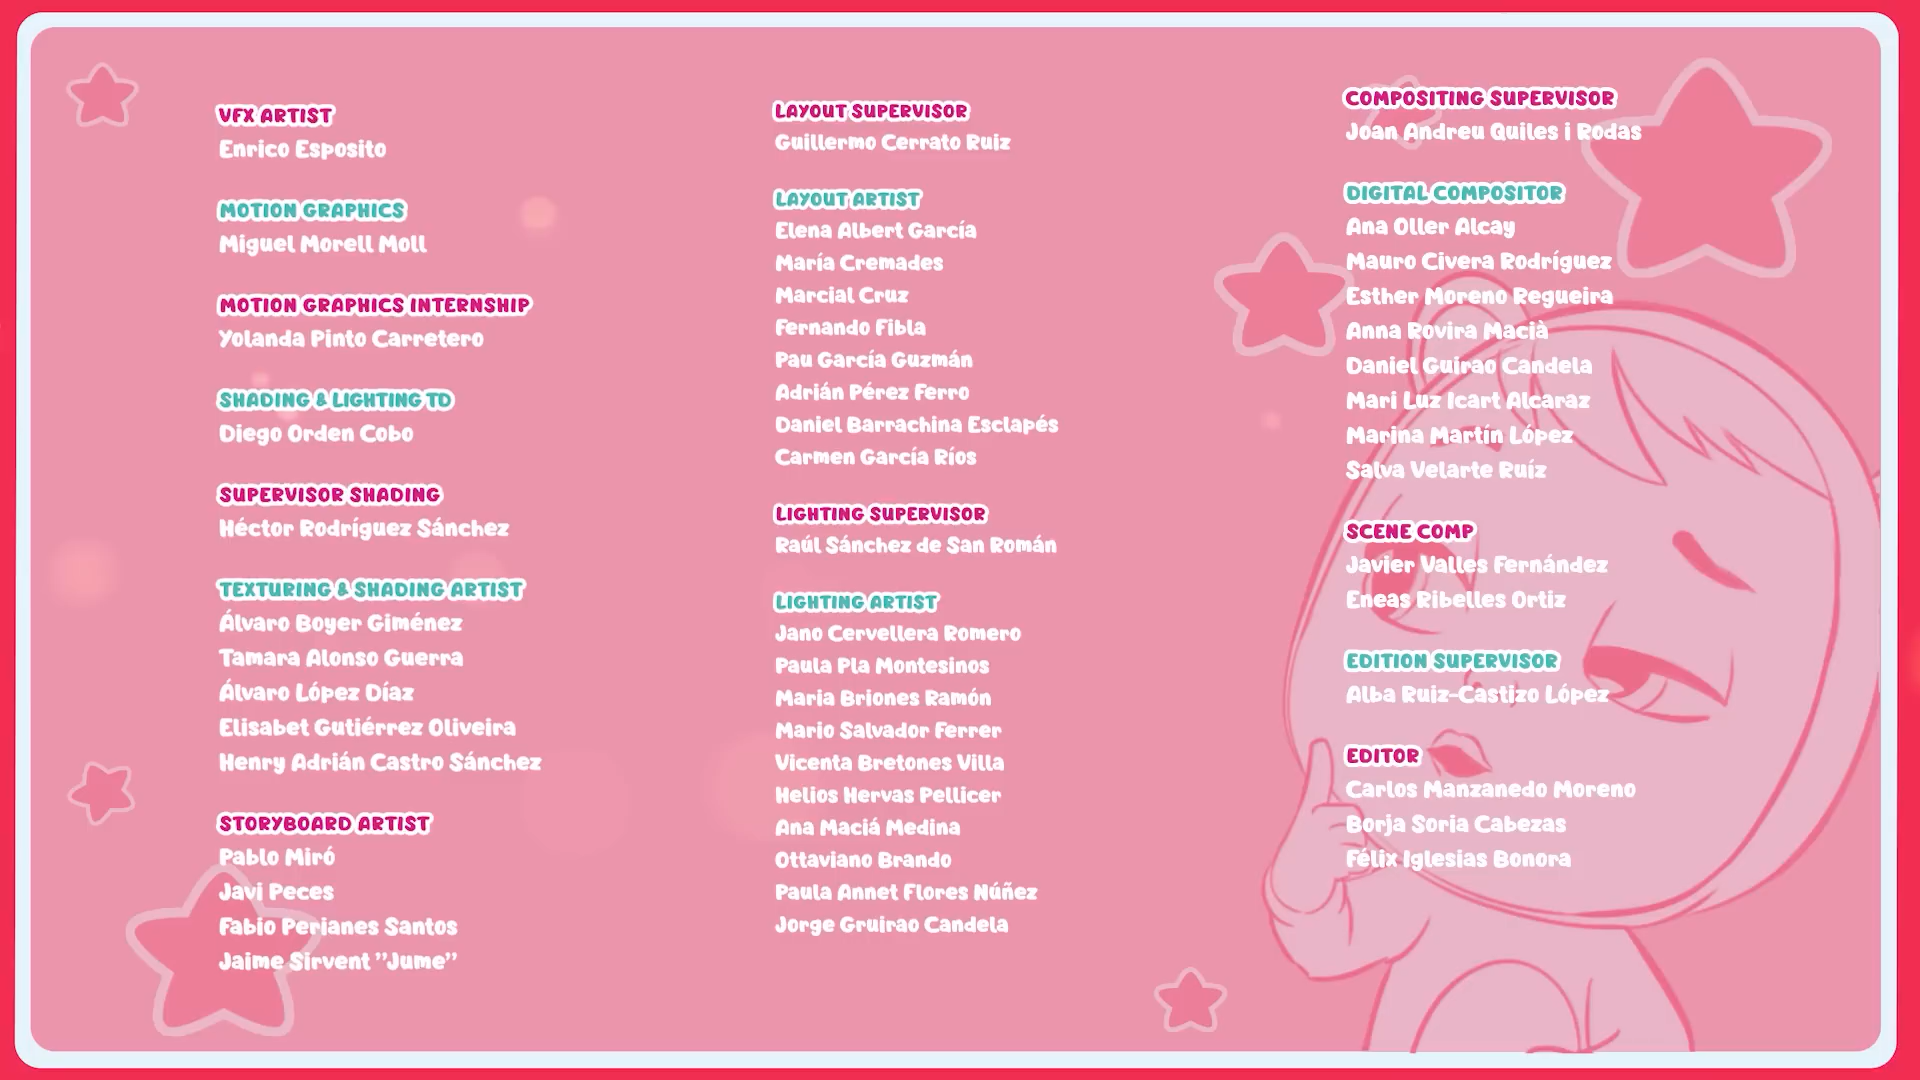 VFX ARTIST
Enrico Esposito
MOTION GRAPHICS
Miguel Morell Moll
MOTION GRAPHICS INTERNSHIP
Yolanda Pinto Carretero
SHADING & LIGHTING TD
Diego Orden Cobo
SUPERVISOR SHADING
Héctor Rodríguez Sánchez
TEXTURING & SHADING ARTIST
Álvaro Boyer Giménez
Tamara Alonso Guerra
Álvaro López Díaz
Elisabet Gutiérrez Oliveira
Henry Adrián Castro Sánchez
STORYBOARD ARTIST
Pablo Miró
Javi Peces
Fabio Perianes Santos
Jaime Sirvent "Jume"
LAYOUT SUPERVISOR
Guillermo Cerrato Ruiz
LAYOUT ARTIST
Elena Albert García
María Cremades
Marcial Cruz
Fernando Fibla
Pau García Guzmán
Adrián Pérez Ferro
Daniel Barrachina Esclapés
Carmen García Ríos
LIGHTING SUPERVISOR
Raúl Sánchez de San Román
LIGHTING ARTIST
Jano Cervellera Romero
Paula Pla Montesinos
Maria Briones Ramón
Mario Salvador Ferrer
Vicenta Bretones Villa
Helios Hervas Pellicer
Ana Maciá Medina
Ottaviano Brando
Paula Annet Flores Núñez
Jorge Gruirao Candela
COMPOSITING SUPERVISOR
Joan Andreu Quiles i Rodas
DIGITAL COMPOSITOR
Ana Oller Alcay
Mauro Civera Rodríguez
Esther Moreno Regueira
Anna Rovira Macià
Daniel Guirao Candela
Mari Luz Icart Alcaraz
Marina Martín López
Salva Velarte Ruíz
SCENE COMP
Javier Valles Fernández
Eneas Ribelles Ortiz
EDITION SUPERVISOR
Alba Ruiz-Castizo López
EDITOR
Carlos Manzanedo Moreno
Borja Soria Cabezas
Félix Iglesias Bonora